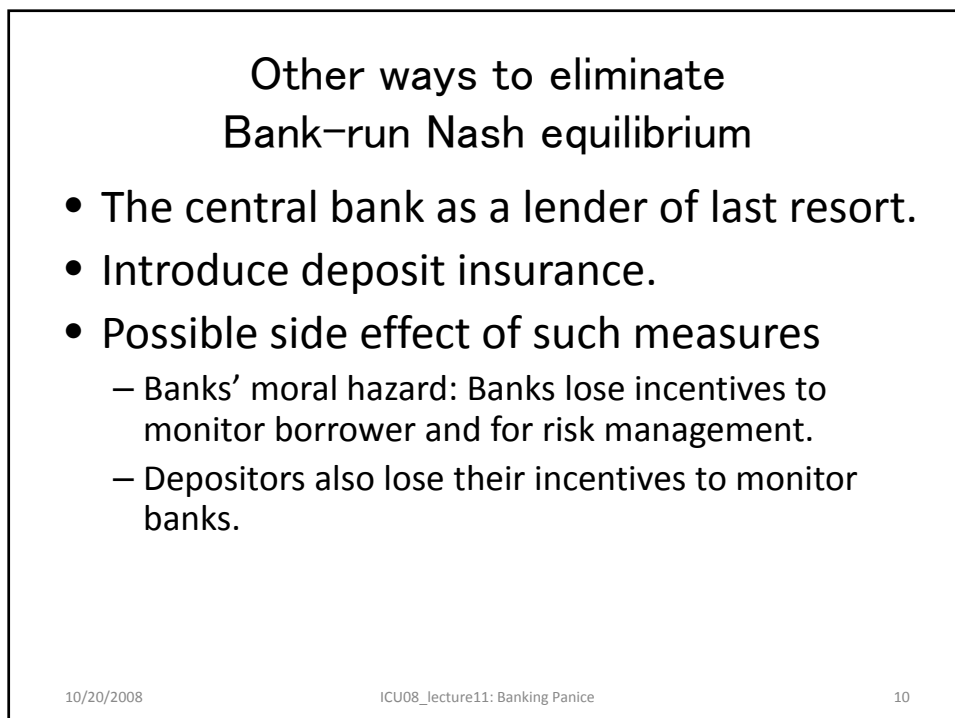 Other ways to eliminate
Bank-run Nash equilibrium
• The central bank as a lender of last resort.
• Introduce deposit insurance.
• Possible side effect of such measures
– Banks’ moral hazard: Banks lose incentives to
monitor borrower and for risk management.
– Depositors also lose their incentives to monitor
banks.
10/20/2008 ICU08_lecture11: Banking Panice 10